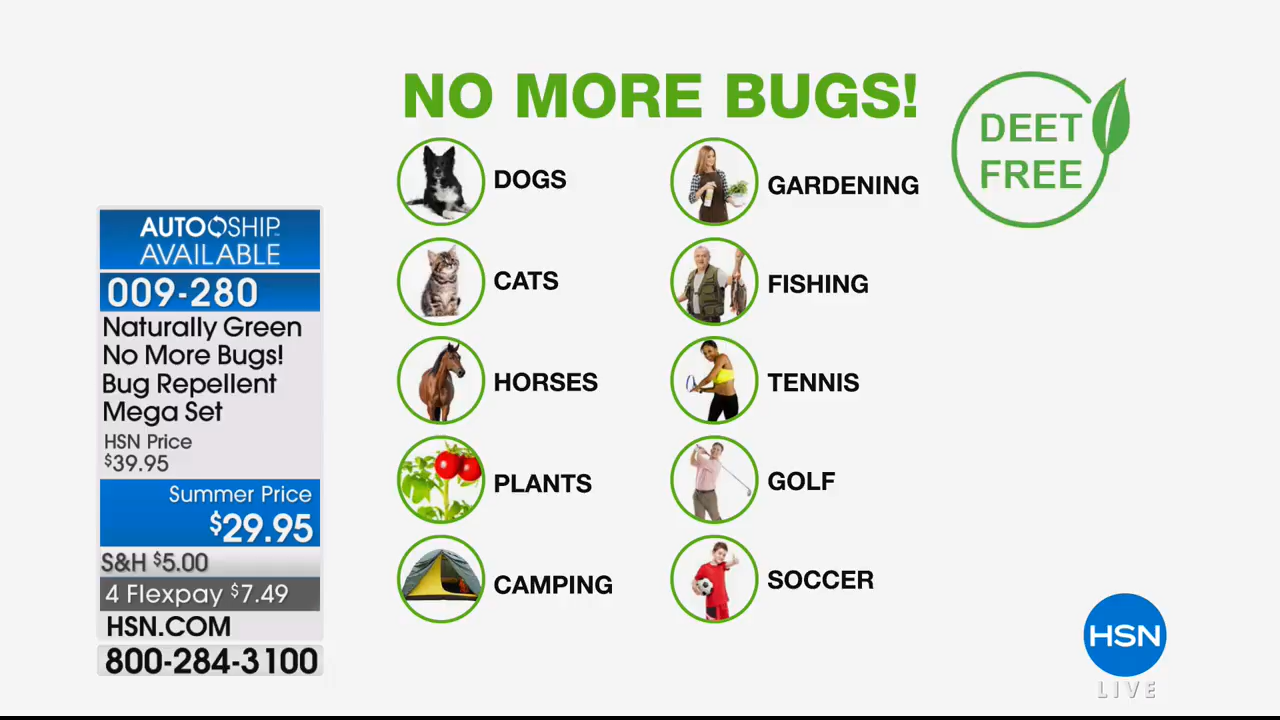 NO MORE BUGS!
DEET
FREE
DOGS
GARDENING
CATS
FISHING
HORSES
TENNIS
PLANTS
GOLF
CAMPING
SOCCER
AUTOSHIP
AVAILABLE
009-280
Naturally Green
No More Bugs!
Bug Repellent
Mega Set
HSN Price
$39.95
Summer Price
$29.95
S&H $5.00
4 Flexpay $7.49
HSN.COM
800-284-3100
HSN
LIVE